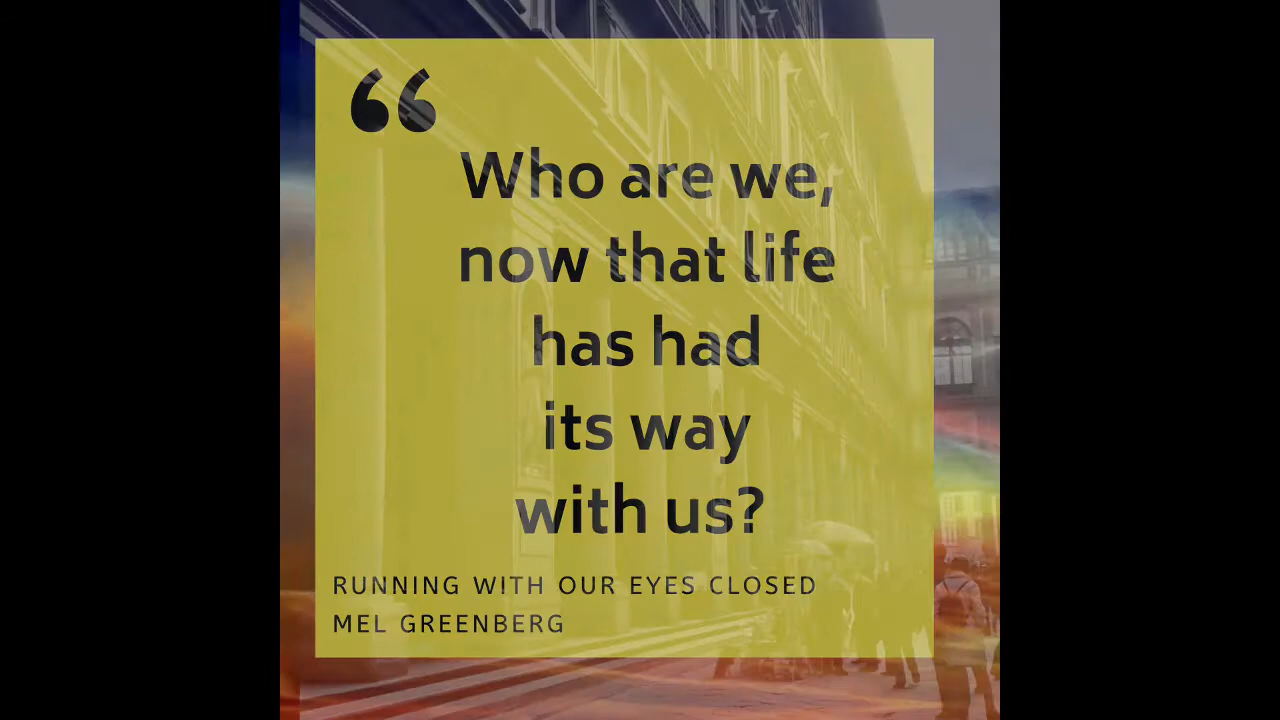 “
Who are we,
now that life
has had
its way
with us?
RUNNING WITH OUR EYES CLOSED
MEL GREENBERG